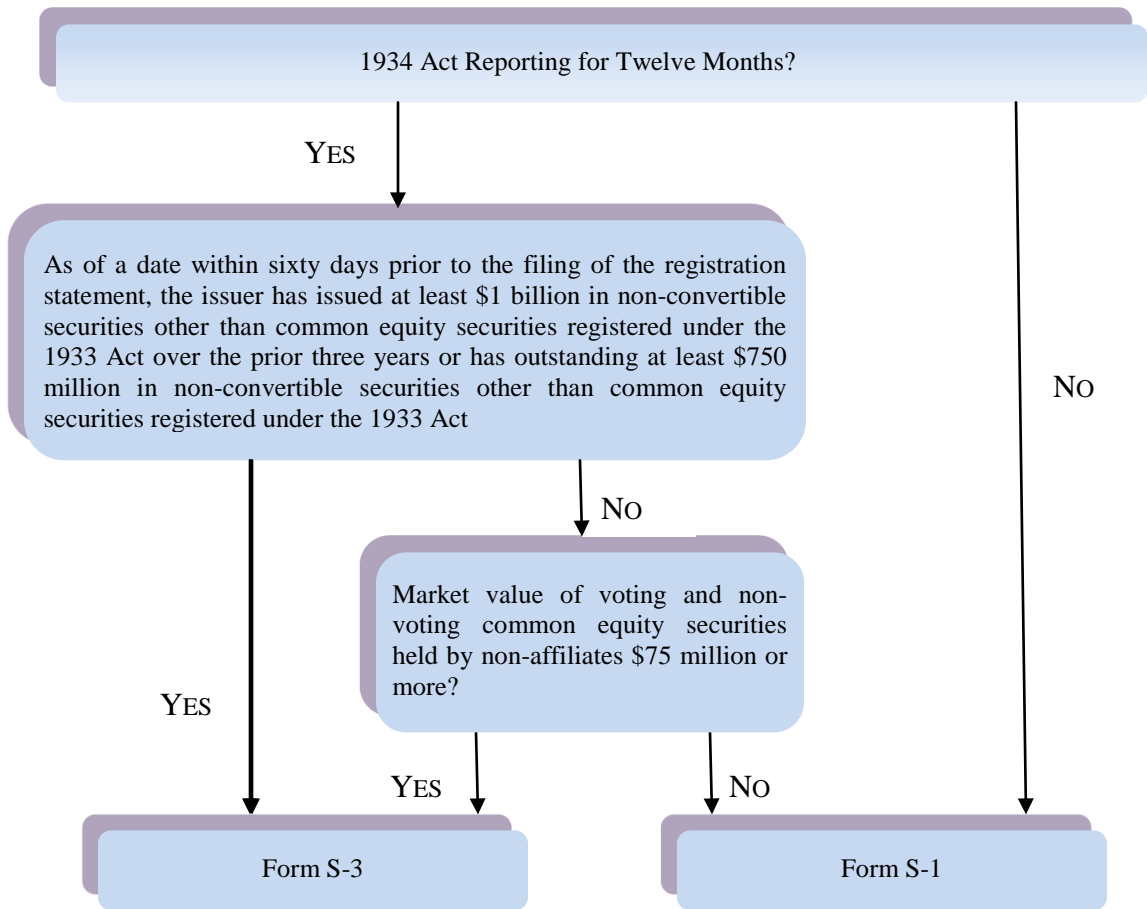 1934 Act Reporting for Twelve Months?
YES
As of a date within sixty days prior to the filing of the registration
statement, the issuer has issued at least $1 billion in non-convertible
securities other than common equity securities registered under the
1933 Act over the prior three years or has outstanding at least $750
million in non-convertible securities other than common equity
securities registered under the 1933 Act
NO
NO
Market value of voting and non-
voting common equity securities
held by non-affiliates $75 million or
more?
YES
YES
NO
Form S-3
Form S-1